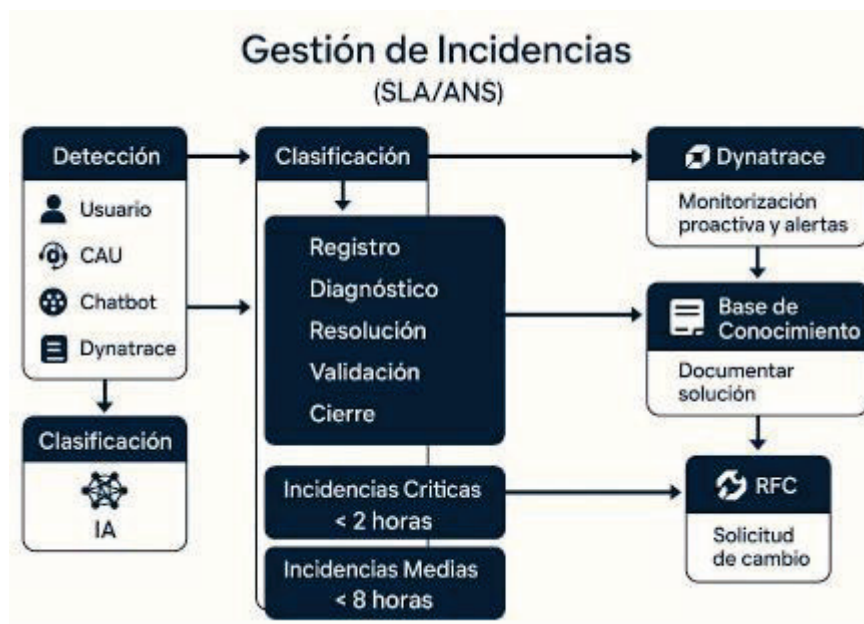 Gestión de Incidencias
(SLA/ANS)
Detección
Usuario
CAU
Chatbot
Dynatrace
Clasificación
IA
Clasificación
Registro
Diagnóstico
Resolución
Validación
Cierre
Incidencias Criticas
< 2 horas
Incidencias Medias
< 8 horas
Dynatrace
Monitorización
proactiva y alertas
Base de
Conocimiento
Documentar
solución
RFC
Solicitud
de cambio